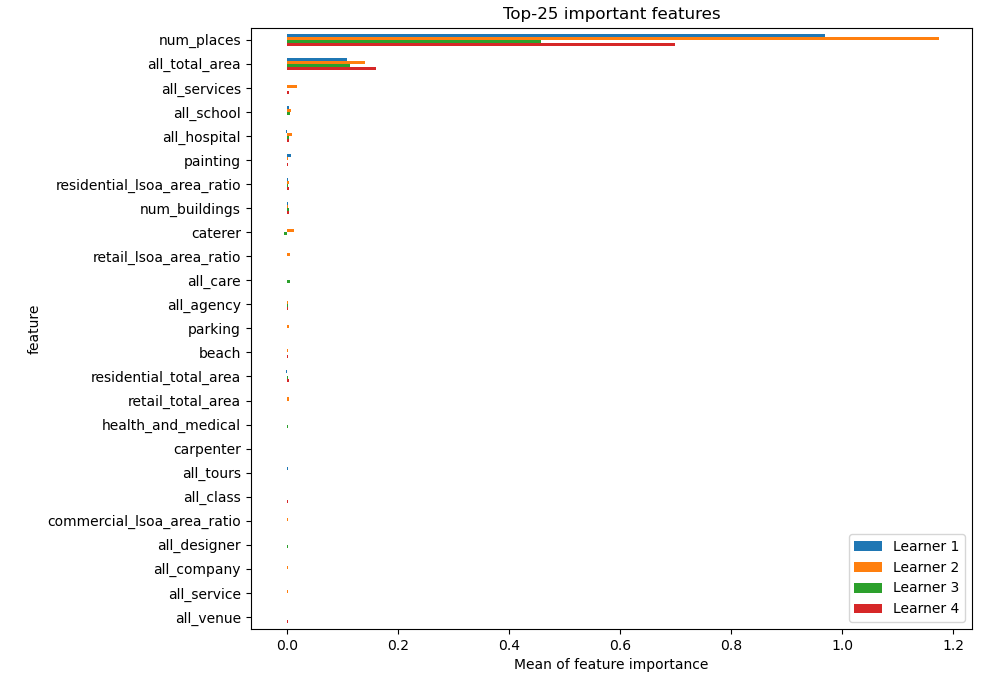 Top-25 important features
num_places
all_total_area
all_services
all_school
all_hospital
painting
residential_lsoa_area_ratio
num_buildings
caterer
retail_lsoa_area_ratio
all_care
all_agency
parking
beach
residential_total_area
retail_total_area
health_and_medical
carpenter
all_tours
all_class
commercial_lsoa_area_ratio
all_designer
all_company
all_service
all_venue
feature
Learner 1
Learner 2
Learner 3
Learner 4
0.0 0.2 0.4 0.6 0.8 1.0 1.2
Mean of feature importance